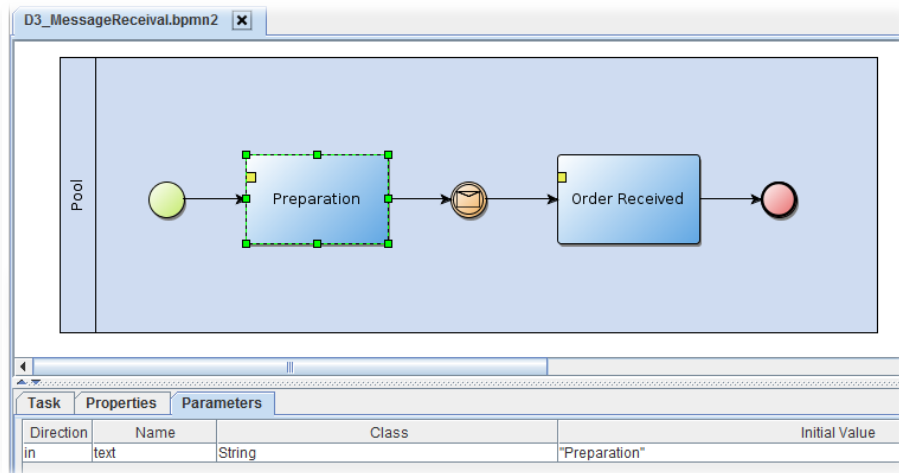 D3_MessageReceival.bpmn2
Pool
Preparation
Order Received
Task Properties Parameters
Direction Name Class Initial Value
in text String "Preparation"